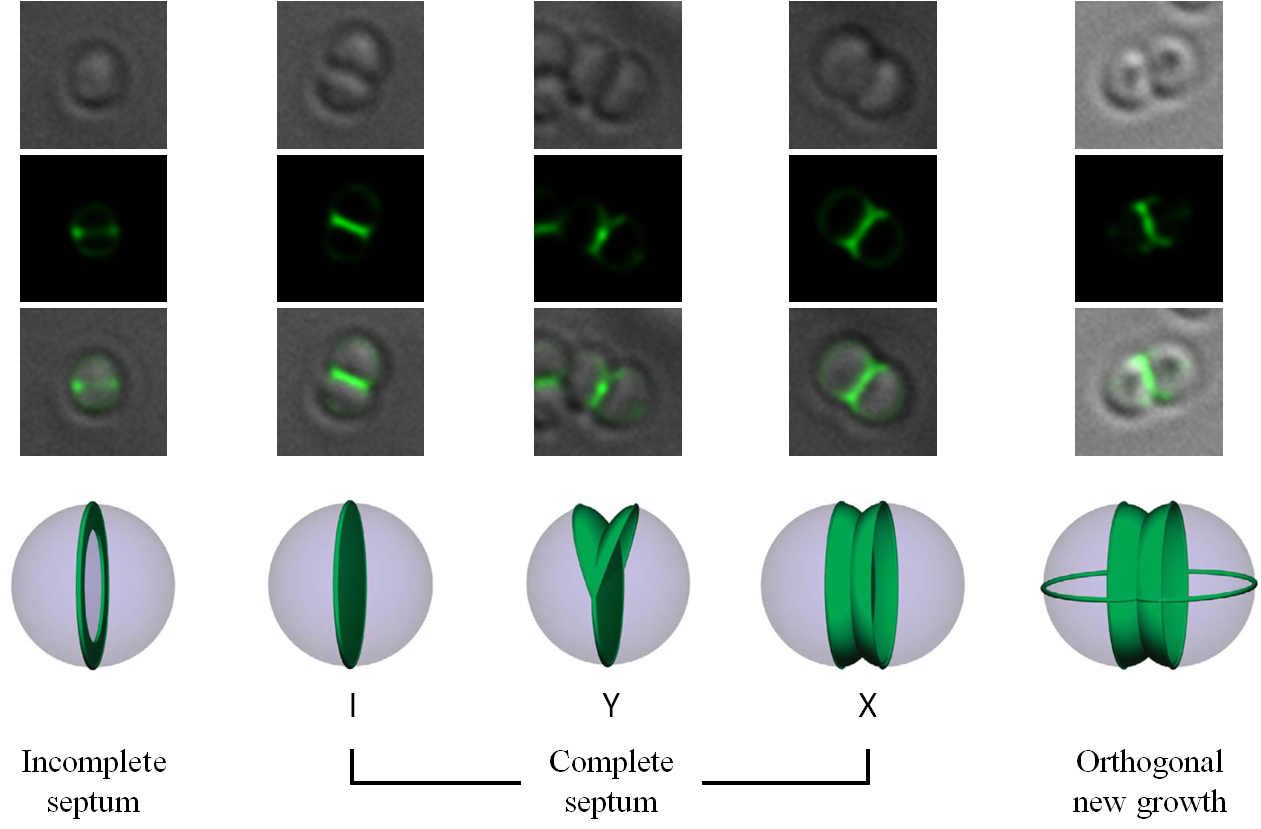 I
Y
X
Incomplete
septum
Complete
septum
Orthogonal
new growth